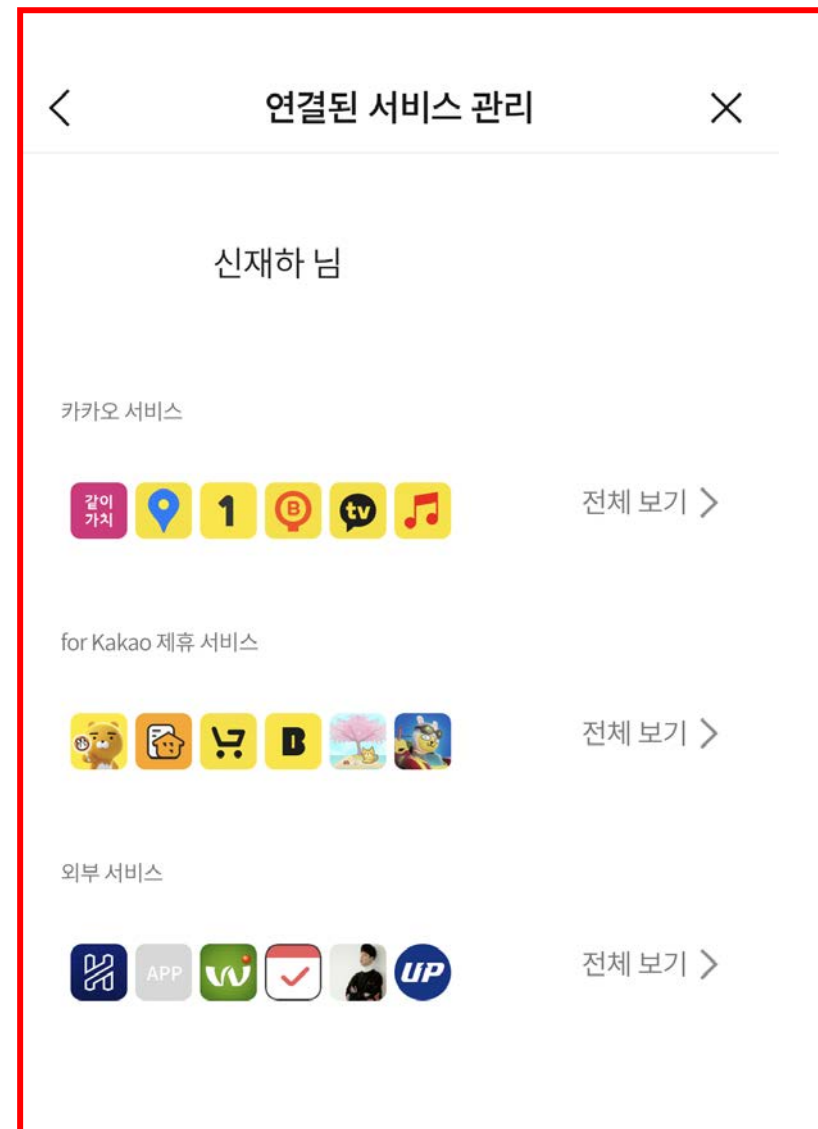 연결된 서비스 관리
신재하 님
카카오 서비스
같이
가치
1
B
tv
전체 보기
for Kakao 제휴 서비스
B
전체 보기
외부 서비스
APP
UP
전체 보기